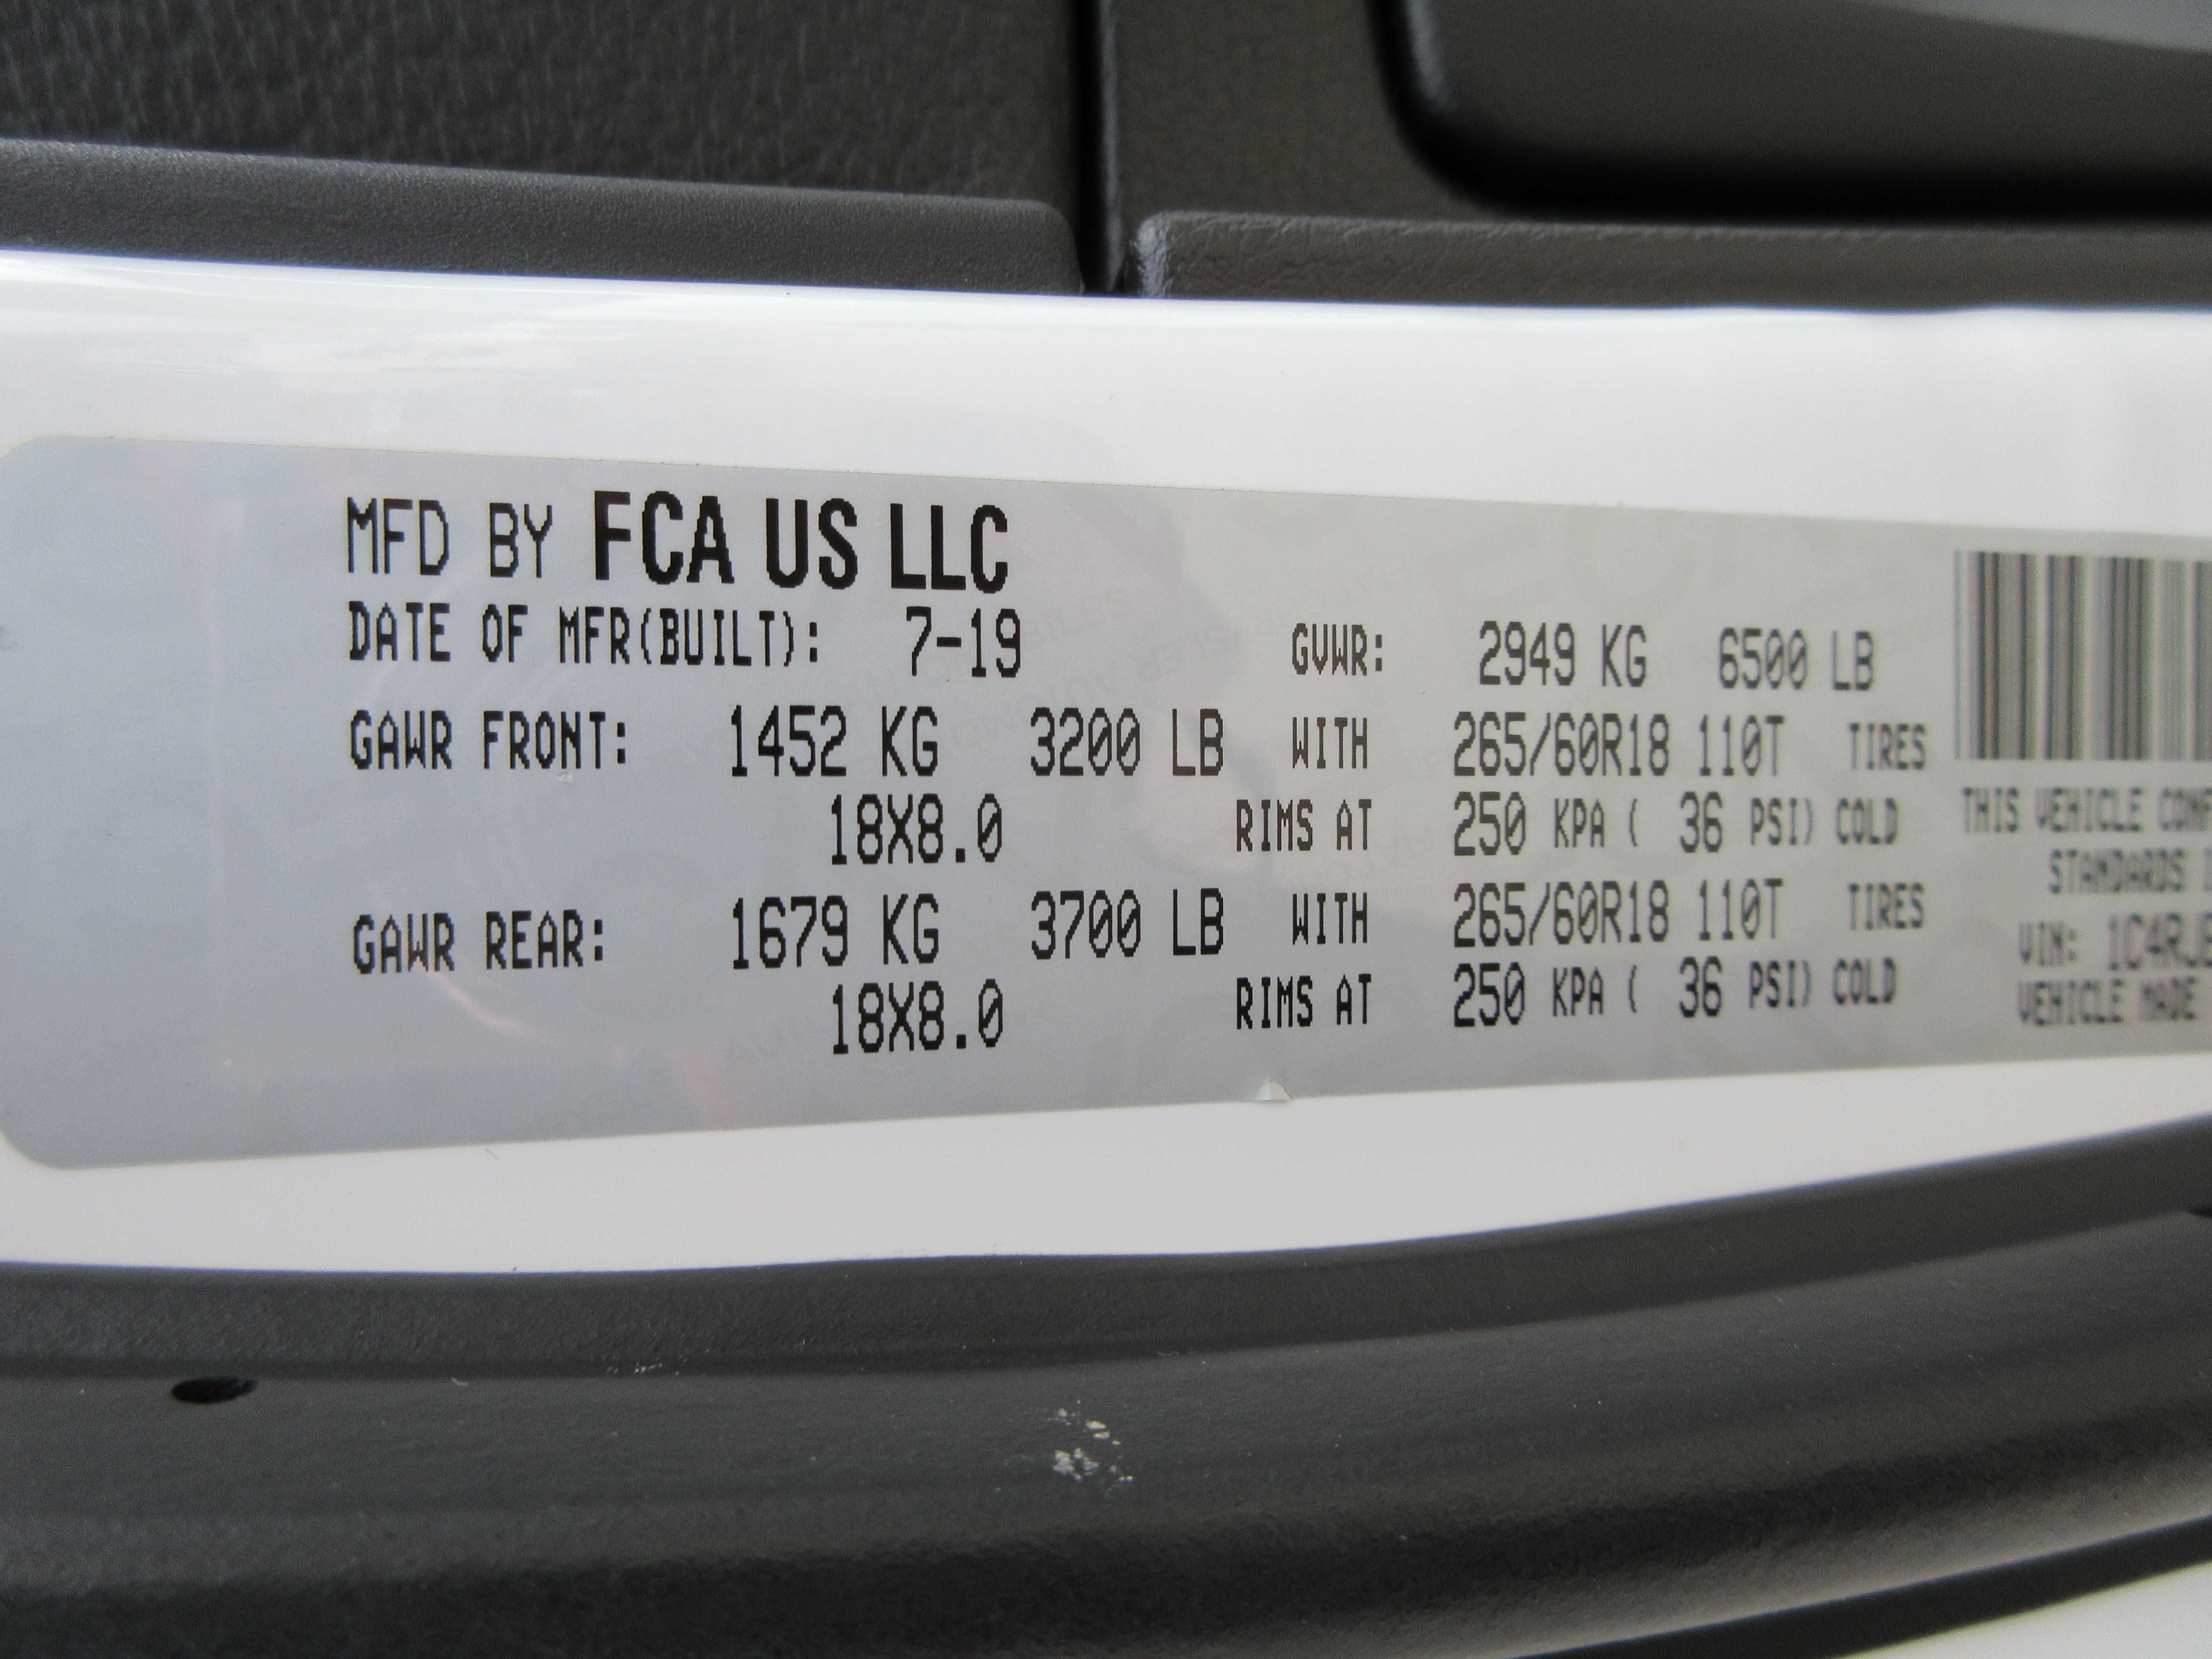 MFD BY FCA US LLC
DATE OF MFR(BUILT): 7-19 GVWR: 2949 KG 6500 LB
GAWR FRONT: 1452 KG 3200 LB WITH 265/60R18 110T TIRES
18X8.0 RIMS AT 250 KPA ( 36 PSI) COLD
GAWR REAR: 1679 KG 3700 LB WITH 265/60R18 110T TIRES
18X8.0 RIMS AT 250 KPA ( 36 PSI) COLD
THIS VEHICLE
STANDARDS
VIN: 1C4RJ
VEHICLE MADE